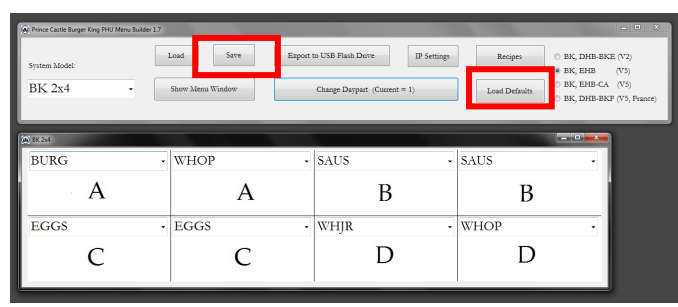 Prince Castle Burger King PHU Menu Builder 1.7
Load Save Export to USB Flash Drive IP Settings Recipes BK, DHB-BKE (V2)
System Model: BK, EHB (V5)
BK 2x4 Show Menu Window Change Daypart (Current = 1) Load Defaults BK, EHB-CA (V5)
BK, DHB-BKF (V5, France)
BK 2x4
BURG WHOP SAUS SAUS
A A B B
EGGS EGGS WHJR WHOP
C C D D